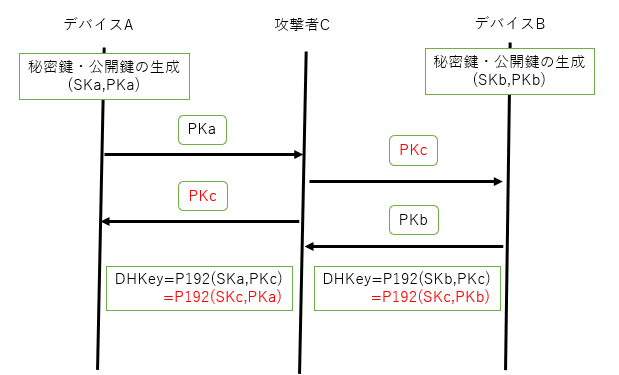 デバイスA
攻撃者C
デバイスB
秘密鍵・公開鍵の生成
(SKa,PKa)
秘密鍵・公開鍵の生成
(SKb,PKb)
PKa
PKc
PKc
PKb
DHKey=P192(SKa,PKc)
=P192(SKc,PKa)
DHKey=P192(SKb,PKc)
=P192(SKc,PKb)